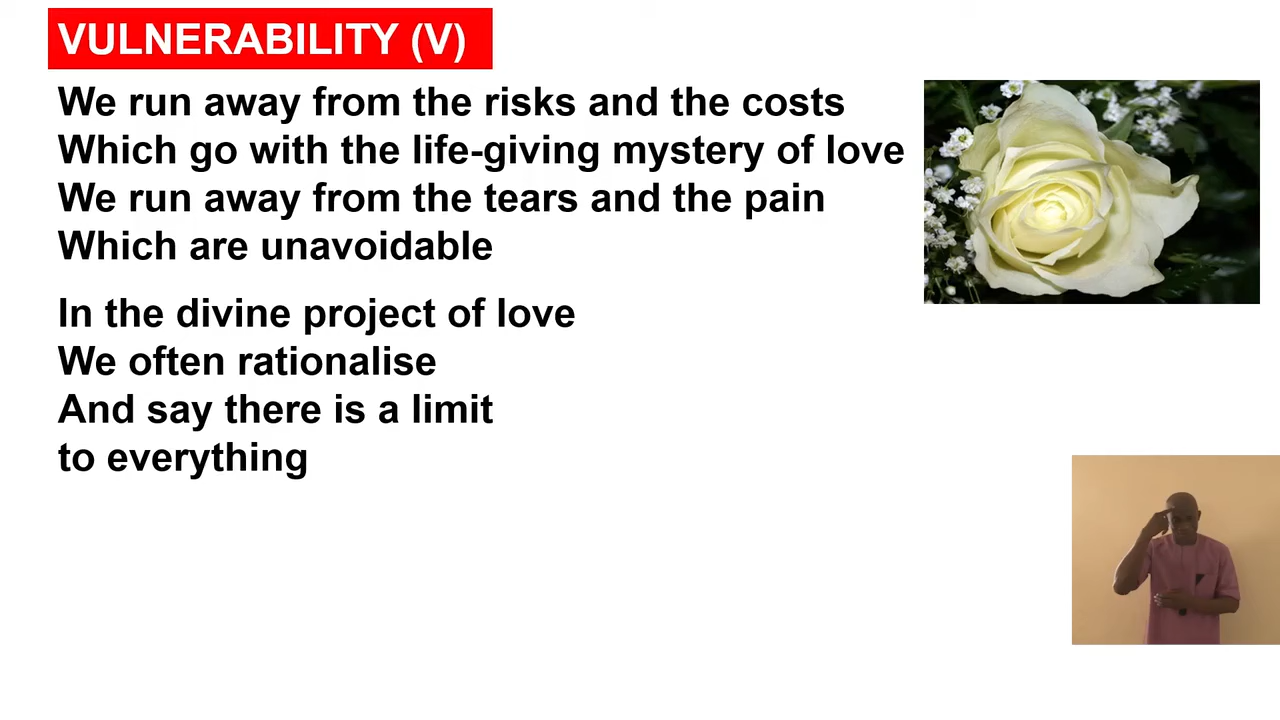 VULNERABILITY (V)
We run away from the risks and the costs
Which go with the life-giving mystery of love
We run away from the tears and the pain
Which are unavoidable
In the divine project of love
We often rationalise
And say there is a limit
to everything